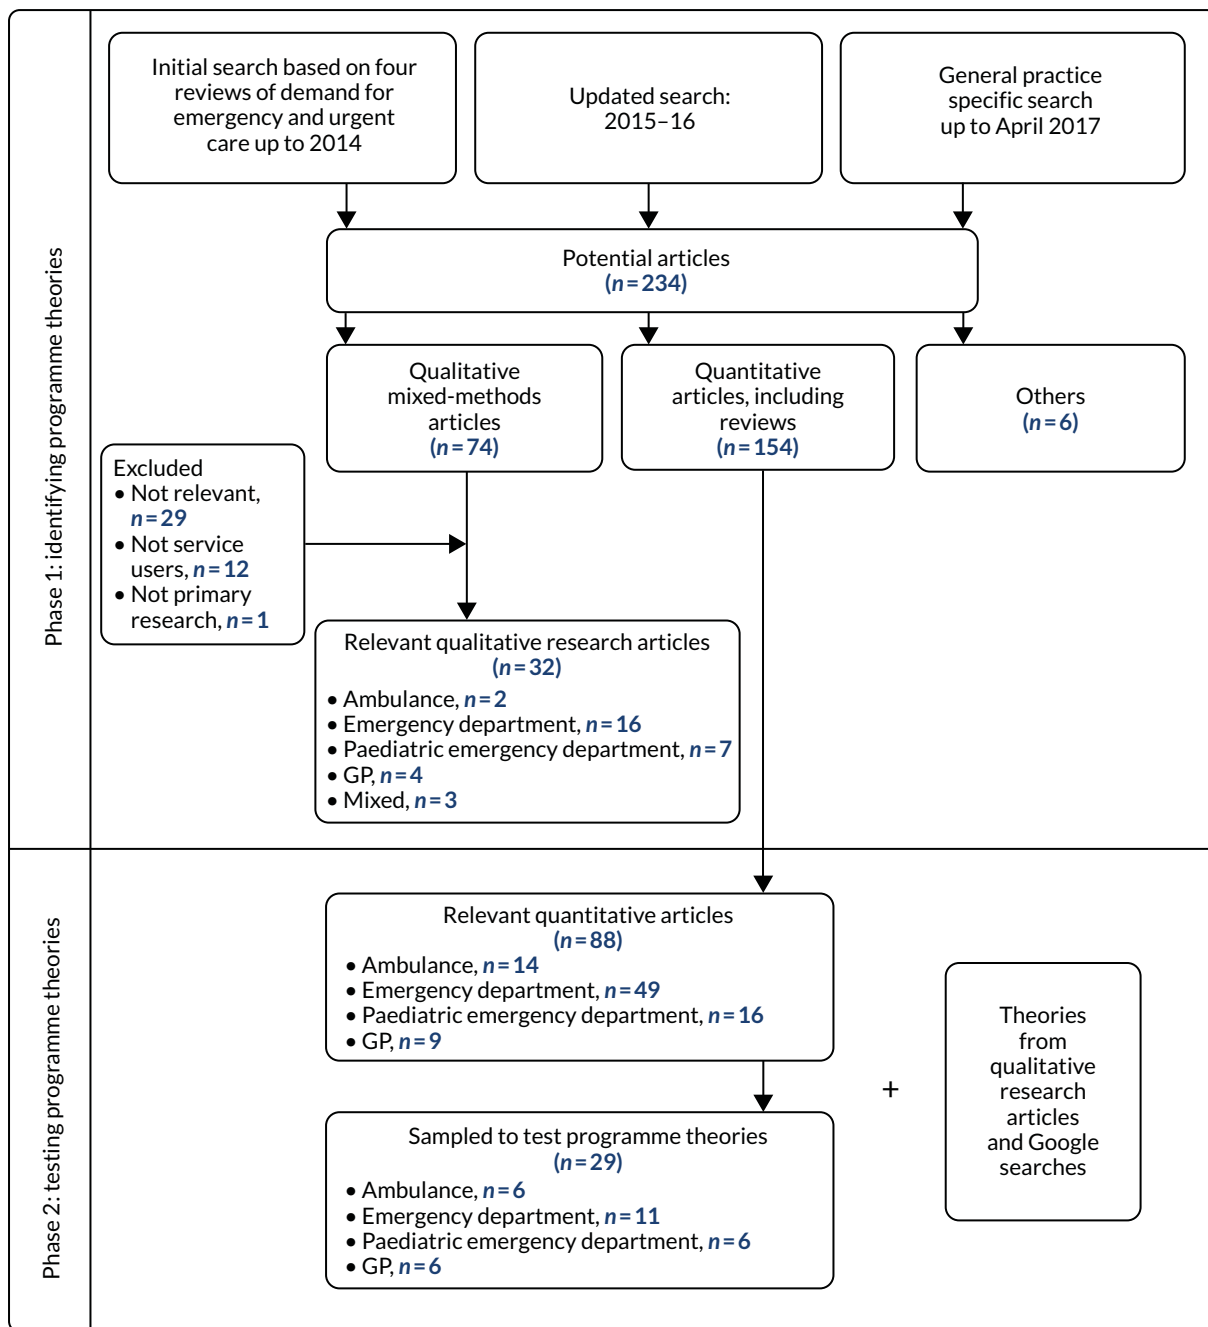 Phase 1: identifying programme theories
Initial search based on four
reviews of demand for
emergency and urgent
care up to 2014
Updated search:
2015–16
General practice
specific search
up to April 2017
Potential articles
(n=234)
Qualitative
mixed-methods
articles
(n=74)
Quantitative
articles, including
reviews
(n=154)
Others
(n=6)
Excluded
• Not relevant,
n=29
• Not service
users, n=12
• Not primary
research, n=1
Relevant qualitative research articles
(n=32)
• Ambulance, n=2
• Emergency department, n=16
• Paediatric emergency department, n=7
• GP, n=4
• Mixed, n=3
Phase 2: testing programme theories
Relevant quantitative articles
(n=88)
• Ambulance, n=14
• Emergency department, n=49
• Paediatric emergency department, n=16
• GP, n=9
Sampled to test programme theories
(n=29)
• Ambulance, n=6
• Emergency department, n=11
• Paediatric emergency department, n=6
• GP, n=6
+
Theories
from
qualitative
research
articles
and Google
searches